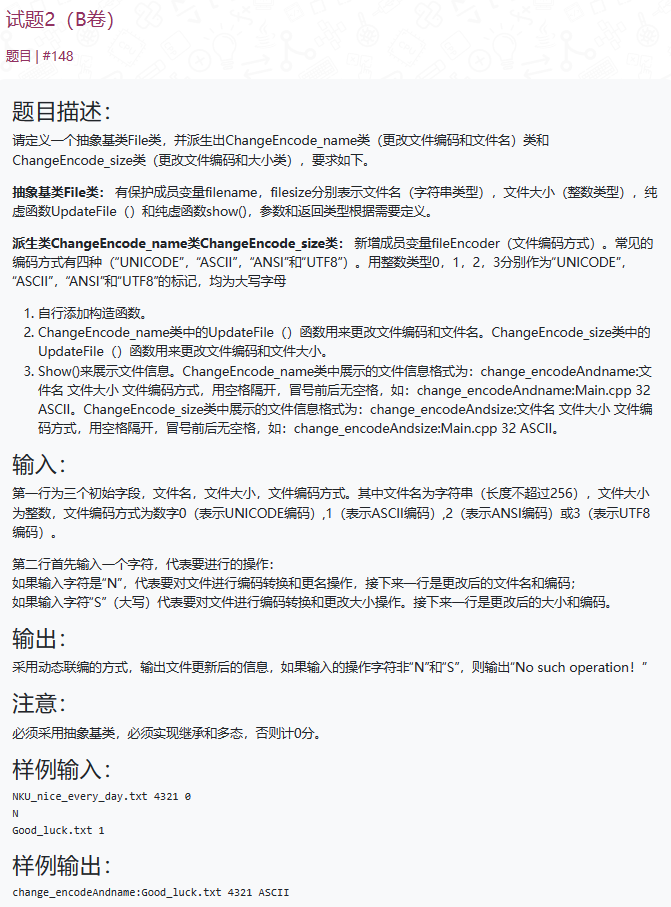 试题2（B卷）
题目 | #148
题目描述：
请定义一个抽象基类File类，并派生出ChangeEncode_name类（更改文件编码和文件名）类和
ChangeEncode_size类（更改文件编码和大小类），要求如下。
抽象基类File类： 有保护成员变量filename，filesize分别表示文件名（字符串类型），文件大小（整数类型），纯
虚函数UpdateFile（）和纯虚函数show()，参数和返回类型根据需要定义。
派生类ChangeEncode_name类ChangeEncode_size类： 新增成员变量fileEncoder（文件编码方式）。常见的
编码方式有四种（“UNICODE”，“ASCII”，“ANSI”和“UTF8”）。用整数类型0，1，2，3分别作为“UNICODE”，
“ASCII”，“ANSI”和“UTF8”的标记，均为大写字母
1. 自行添加构造函数。
2. ChangeEncode_name类中的UpdateFile（）函数用来更改文件编码和文件名。ChangeEncode_size类中的
UpdateFile（）函数用来更改文件编码和文件大小。
3. Show()来展示文件信息。ChangeEncode_name类中展示的文件信息格式为：change_encodeAndname:文
件名 文件大小 文件编码方式，用空格隔开，冒号前后无空格，如：change_encodeAndname:Main.cpp 32
ASCII。ChangeEncode_size类中展示的文件信息格式为：change_encodeAndsize:文件名 文件大小 文件编
码方式，用空格隔开，冒号前后无空格，如：change_encodeAndsize:Main.cpp 32 ASCII。
输入：
第一行为三个初始字段，文件名，文件大小，文件编码方式。其中文件名为字符串（长度不超过256），文件大小
为整数，文件编码方式为数字0（表示UNICODE编码）,1（表示ASCII编码）,2（表示ANSI编码）或3（表示UTF8
编码）。
第二行首先输入一个字符，代表要进行的操作：
如果输入字符是“N”，代表要对文件进行编码转换和更名操作，接下来一行是更改后的文件名和编码；
如果输入字符“S”（大写）代表要对文件进行编码转换和更改大小操作。接下来一行是更改后的大小和编码。
输出：
采用动态联编的方式，输出文件更新后的信息，如果输入的操作字符非“N”和“S”，则输出“No such operation！”
注意：
必须采用抽象基类，必须实现继承和多态，否则计0分。
样例输入：
NKU_nice_every_day.txt 4321 0
N
Good_luck.txt 1
样例输出：
change_encodeAndname:Good_luck.txt 4321 ASCII